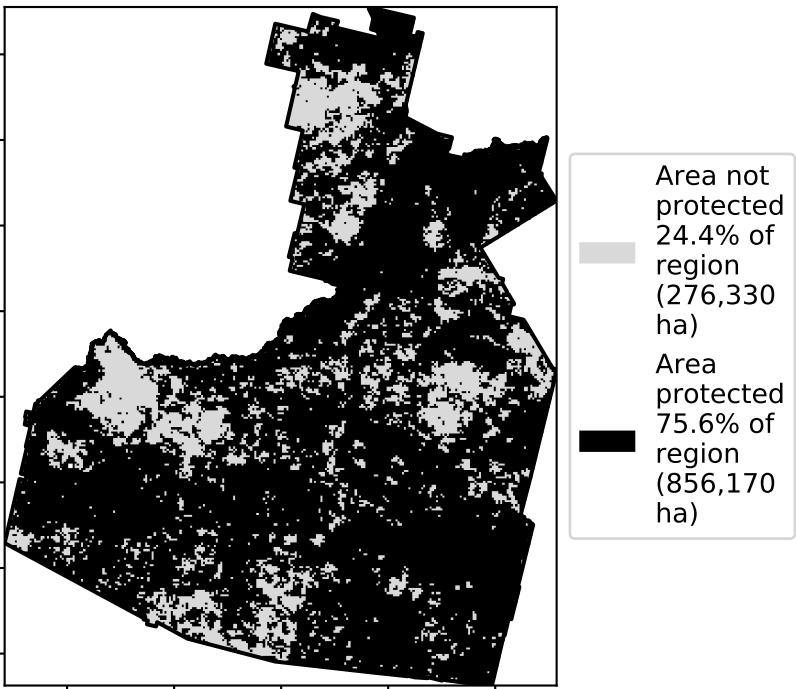 Area not
protected
24.4% of
region
(276,330
ha)
Area
protected
75.6% of
region
(856,170
ha)